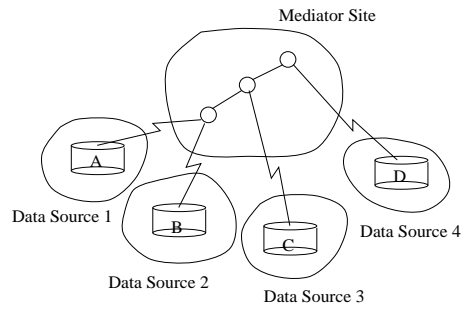 Mediator Site
A
Data Source 1
B
Data Source 2
C
Data Source 3
D
Data Source 4